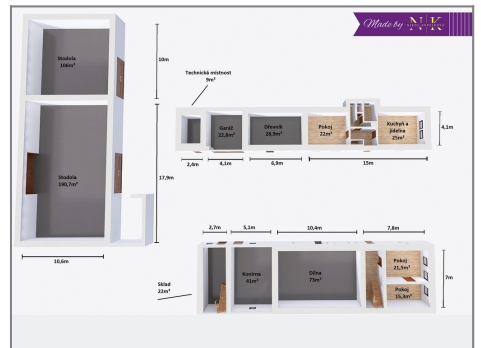 Made by NK
Stodola
106m²
10m
Technická místnost
9m²
Garáž
22,8m²
Dřevník
28,9m²
Pokoj
22m²
Kuchyň a
jídelna
25m²
4,1m
2,4m
4,1m
6,9m
15m
Stodola
190,7m²
17,9m
10,6m
2,7m
5,1m
10,4m
7,8m
Sklad
22m²
Konírna
41m²
Dílna
73m²
Pokoj
21,5m²
Pokoj
15,3m²
7m